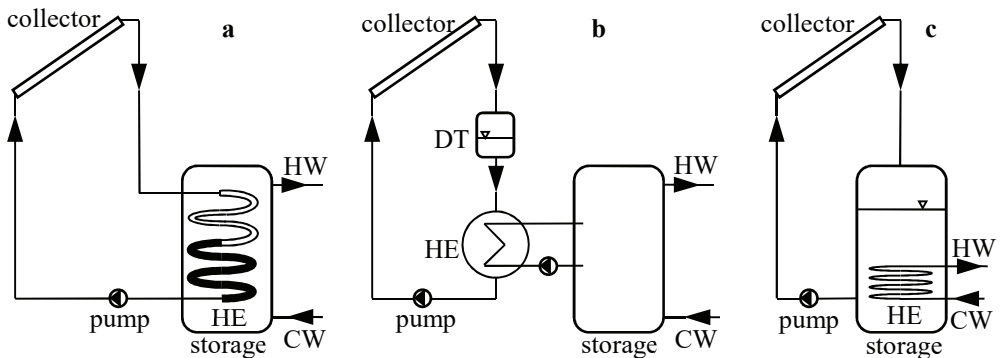 collector
a
HW
pump
HE
CW
storage
collector
b
DT
HW
HE
pump
CW
storage
collector
c
HW
pump
HE
CW
storage